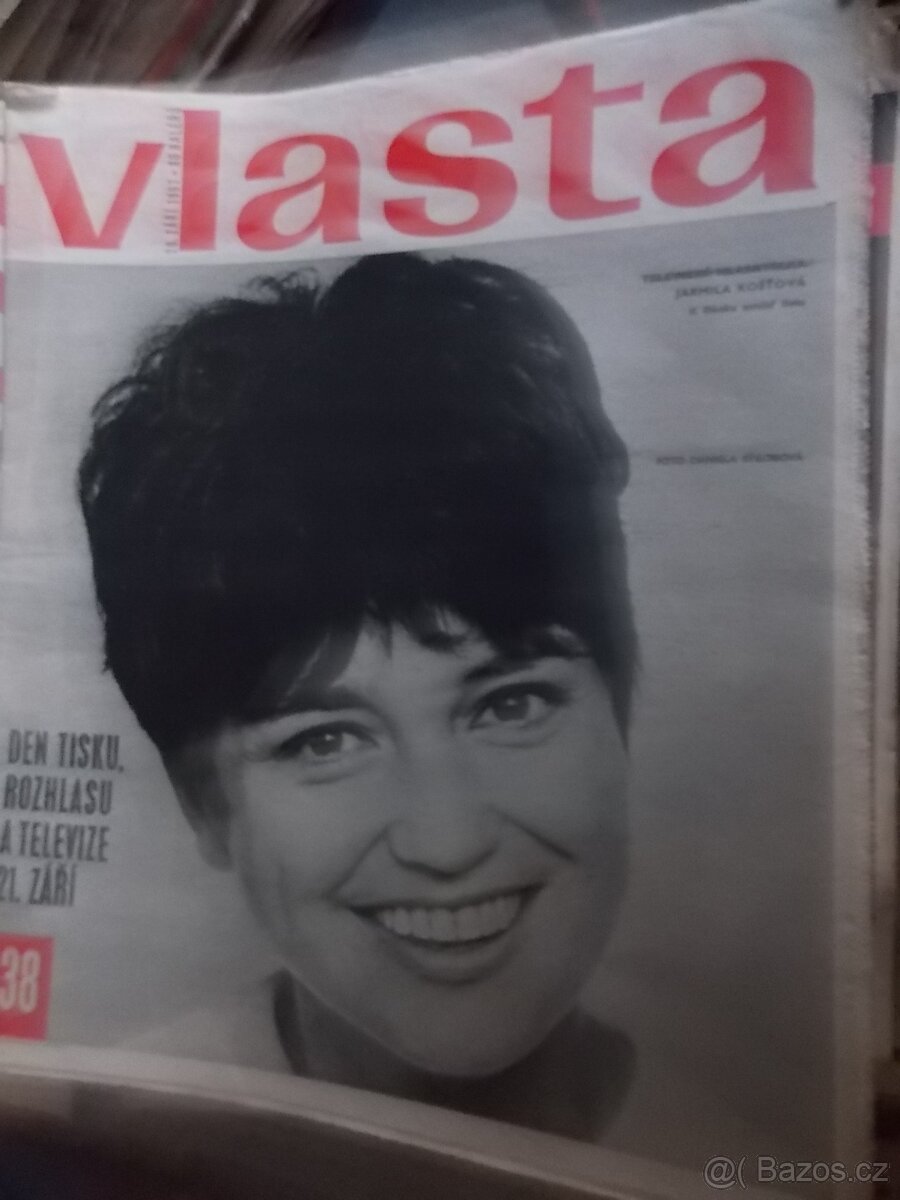 vlasta
JARMILA KOŠŤOVÁ
DEN TISKU,
ROZHLASU
A TELEVIZE
21. ZÁŘÍ
38
@( Bazos.cz